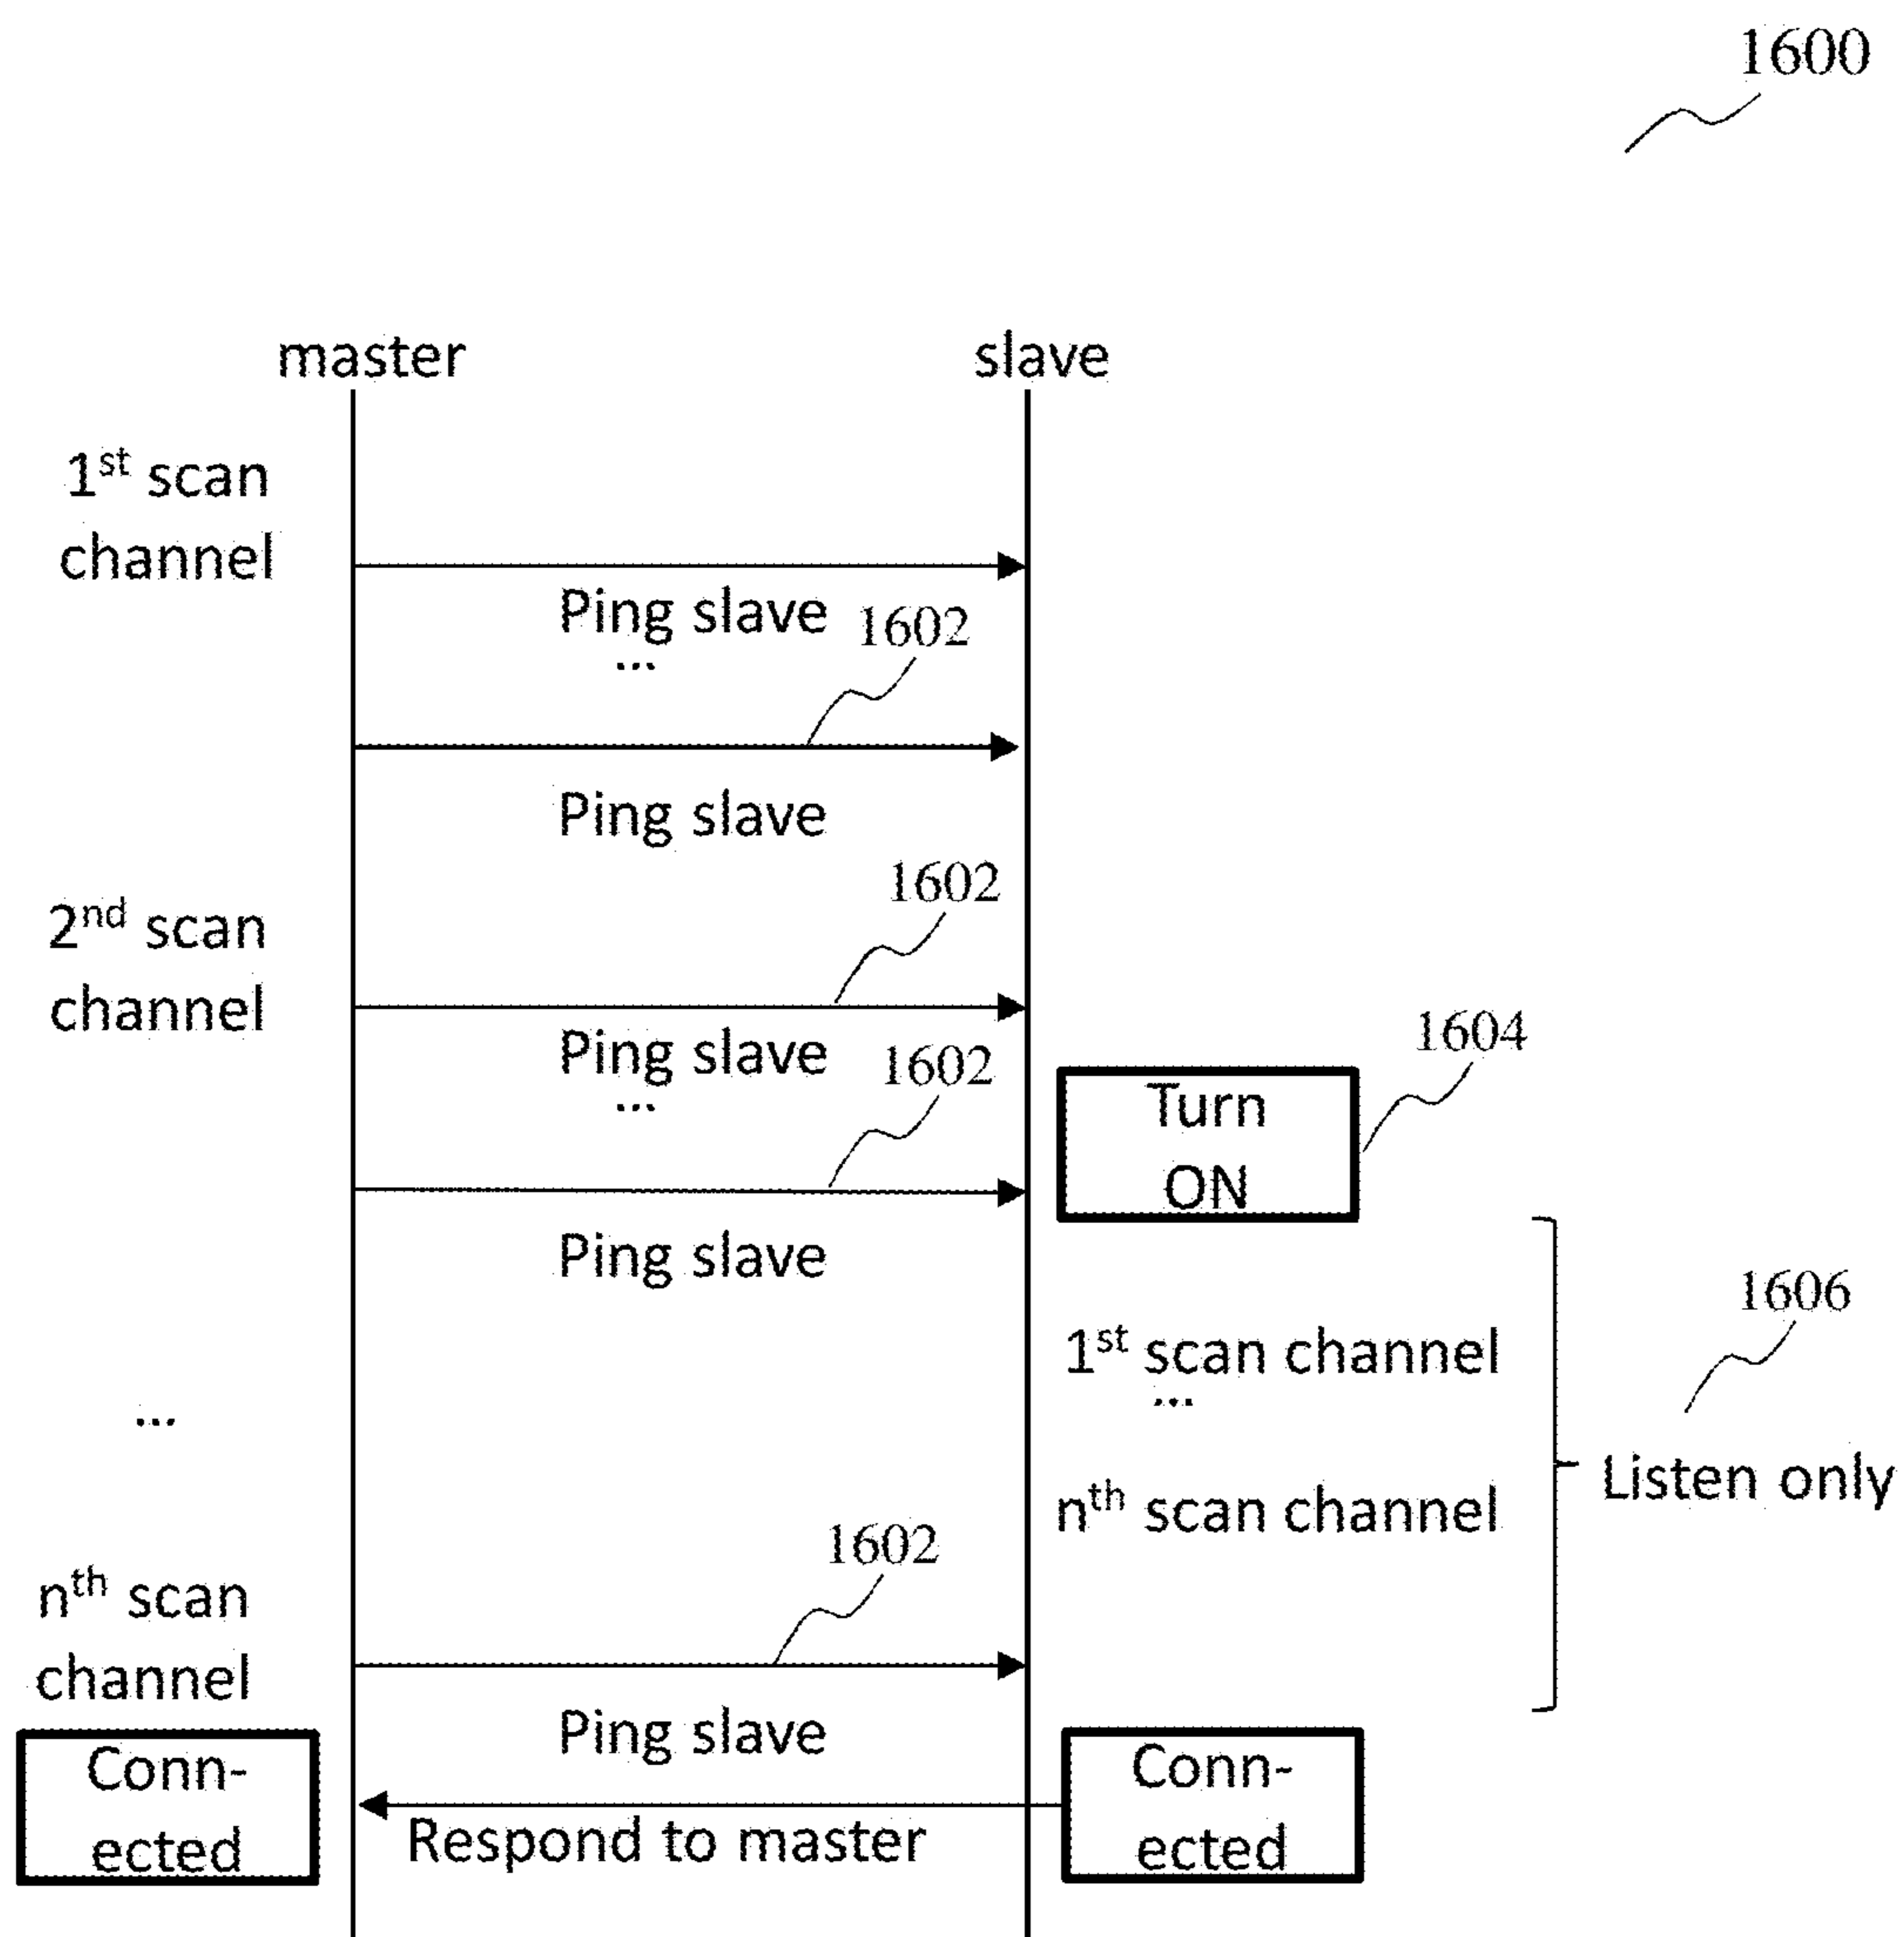 1600
master
slave
1st scan
channel
Ping slave
1602
...
Ping slave
1602
2nd scan
channel
Ping slave
1602
...
1604
Turn
ON
Ping slave
1606
1st scan channel
...
...
Listen only
nth scan channel
1602
nth scan
channel
Ping slave
Conn-
ected
Conn-
ected
Respond to master